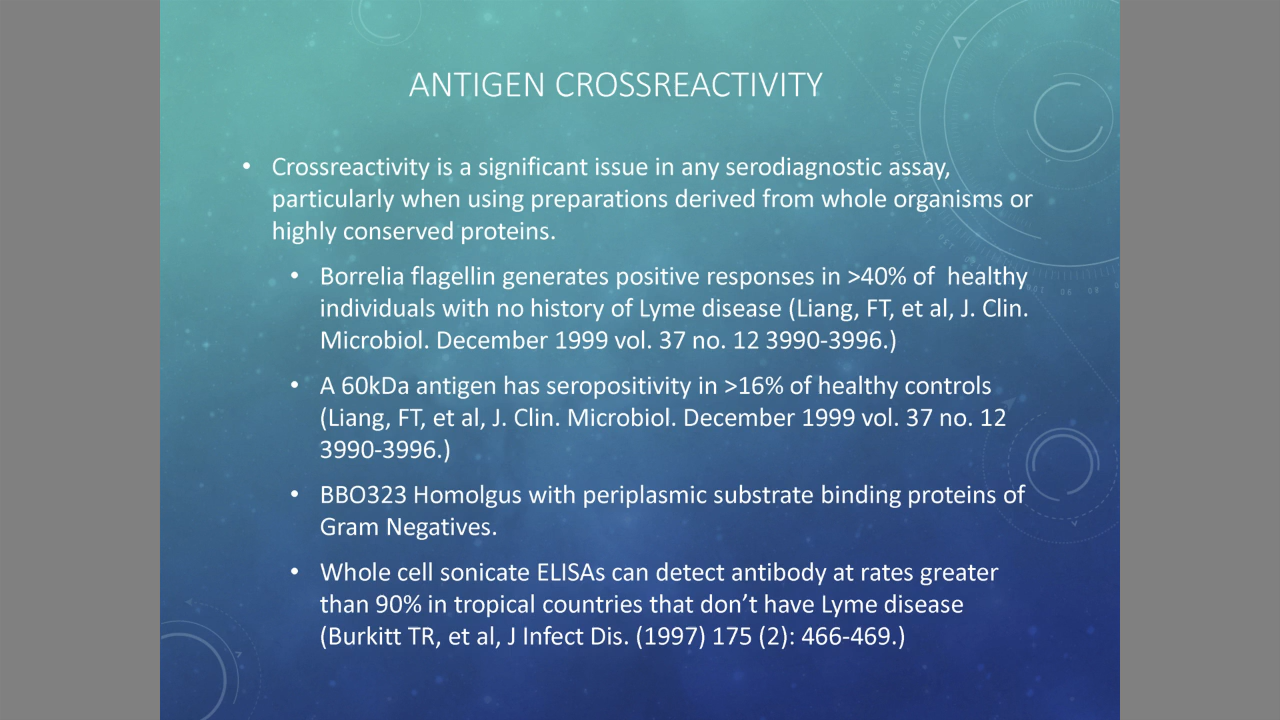 ANTIGEN CROSSREACTIVITY
• Crossreactivity is a significant issue in any serodiagnostic assay,
particularly when using preparations derived from whole organisms or
highly conserved proteins.
• Borrelia flagellin generates positive responses in >40% of  healthy
individuals with no history of Lyme disease (Liang, FT, et al, J. Clin.
Microbiol. December 1999 vol. 37 no. 12 3990-3996.)
• A 60kDa antigen has seropositivity in >16% of healthy controls
(Liang, FT, et al, J. Clin. Microbiol. December 1999 vol. 37 no. 12
3990-3996.)
• BBO323 Homolgus with periplasmic substrate binding proteins of
Gram Negatives.
• Whole cell sonicate ELISAs can detect antibody at rates greater
than 90% in tropical countries that don’t have Lyme disease
(Burkitt TR, et al, J Infect Dis. (1997) 175 (2): 466-469.)